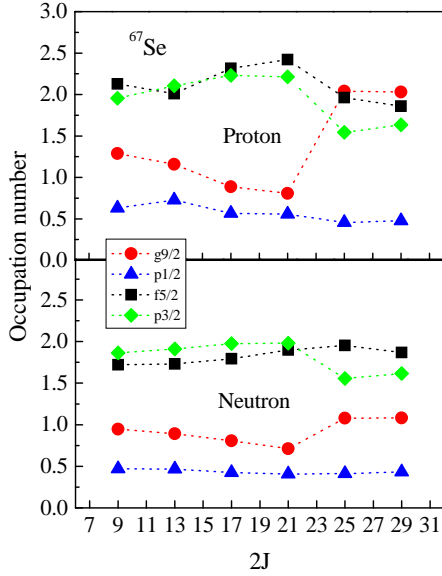 3.0
⁶⁷Se
2.5
2.0
1.5
Proton
1.0
0.5
0.0
Occupation number
g9/2
p1/2
f5/2
p3/2
2.5
2.0
1.5
Neutron
1.0
0.5
0.0
7 9 11 13 15 17 19 21 23 25 27 29 31
2J